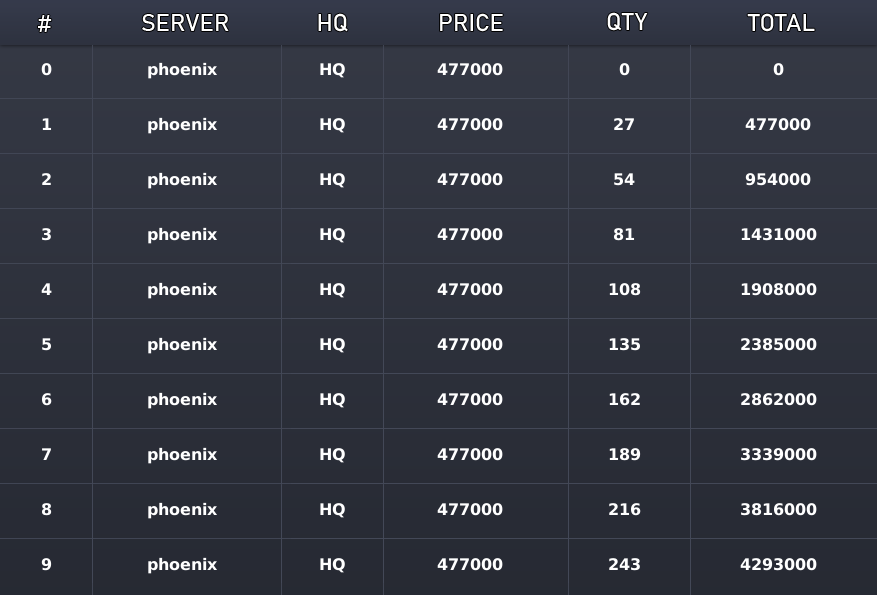 # SERVER HQ PRICE QTY TOTAL
0 phoenix HQ 477000 0 0
1 phoenix HQ 477000 27 477000
2 phoenix HQ 477000 54 954000
3 phoenix HQ 477000 81 1431000
4 phoenix HQ 477000 108 1908000
5 phoenix HQ 477000 135 2385000
6 phoenix HQ 477000 162 2862000
7 phoenix HQ 477000 189 3339000
8 phoenix HQ 477000 216 3816000
9 phoenix HQ 477000 243 4293000